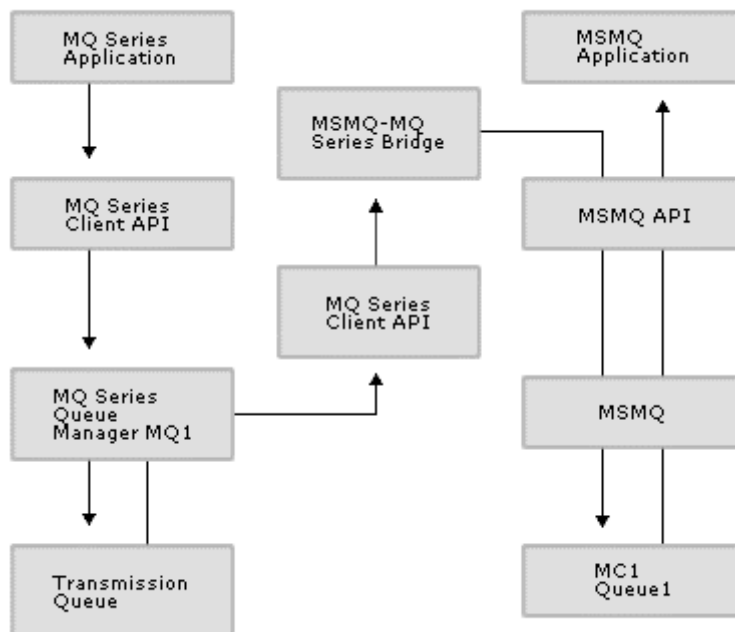 MQ Series
Application
MQ Series
Client API
MQ Series
Queue
Manager MQ1
Transmission
Queue
MSMQ-MQ
Series Bridge
MQ Series
Client API
MSMQ
Application
MSMQ API
MSMQ
MC1
Queue1